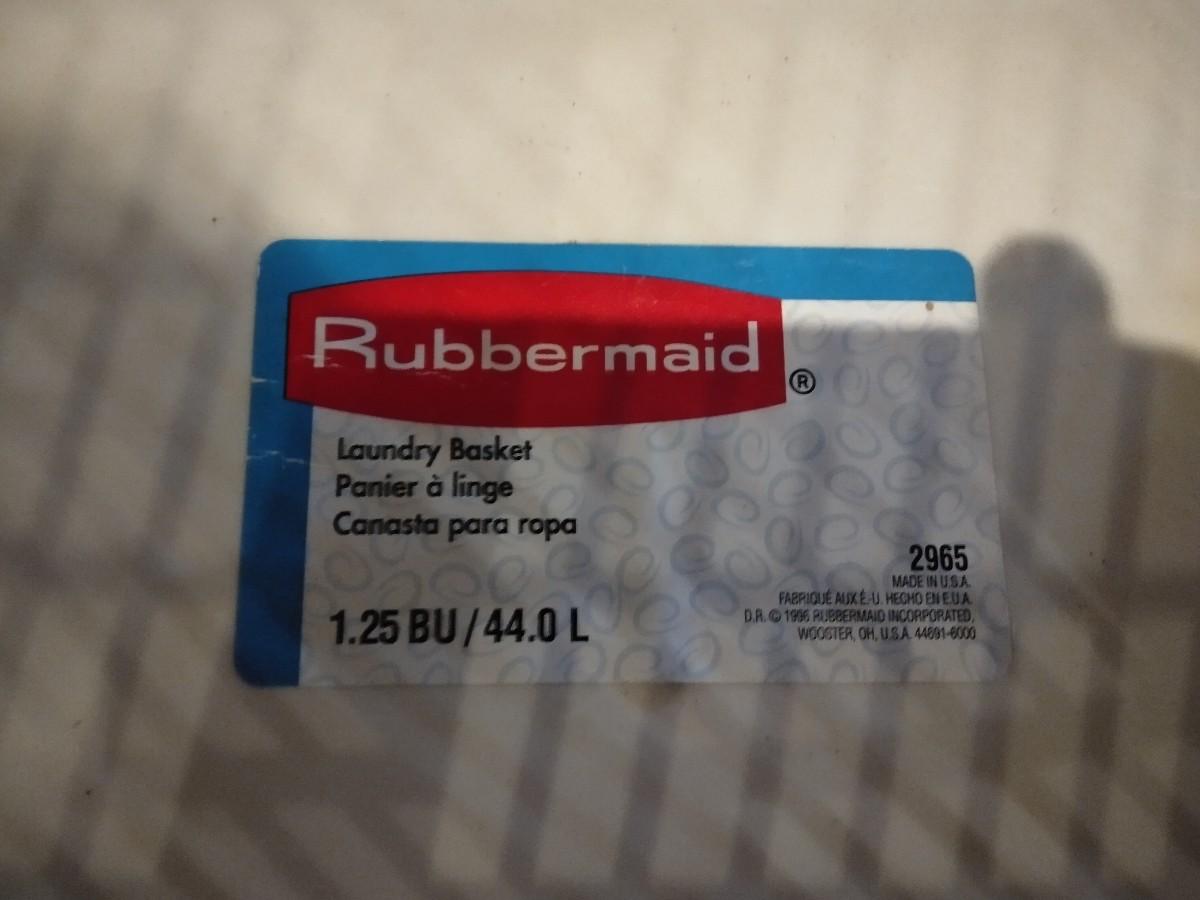 Rubbermaid®
Laundry Basket
Panier à linge
Canasta para ropa
1.25 BU / 44.0 L
2965
MADE IN U.S.A.
FABRIQUÉ AUX É.-U. HECHO EN E.U.A.
D.R. © 1996 RUBBERMAID INCORPORATED,
WOOSTER, OH, U.S.A. 44691-6000